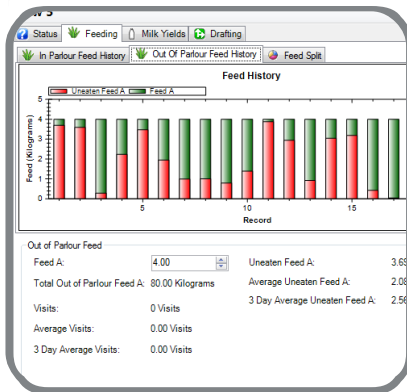 Status Feeding Milk Yields Drafting
In Parlour Feed History Out Of Parlour Feed History Feed Split
Feed History
Uneaten Feed A Feed A
Feed (Kilograms)
5
4
3
2
1
0
5 10 15
Record
Out of Parlour Feed
Feed A: 4.00 Uneaten Feed A: 3.69
Total Out of Parlour Feed A: 80.00 Kilograms Average Uneaten Feed A: 2.08
Visits: 0 Visits 3 Day Average Uneaten Feed A: 2.56
Average Visits: 0.00 Visits
3 Day Average Visits: 0.00 Visits